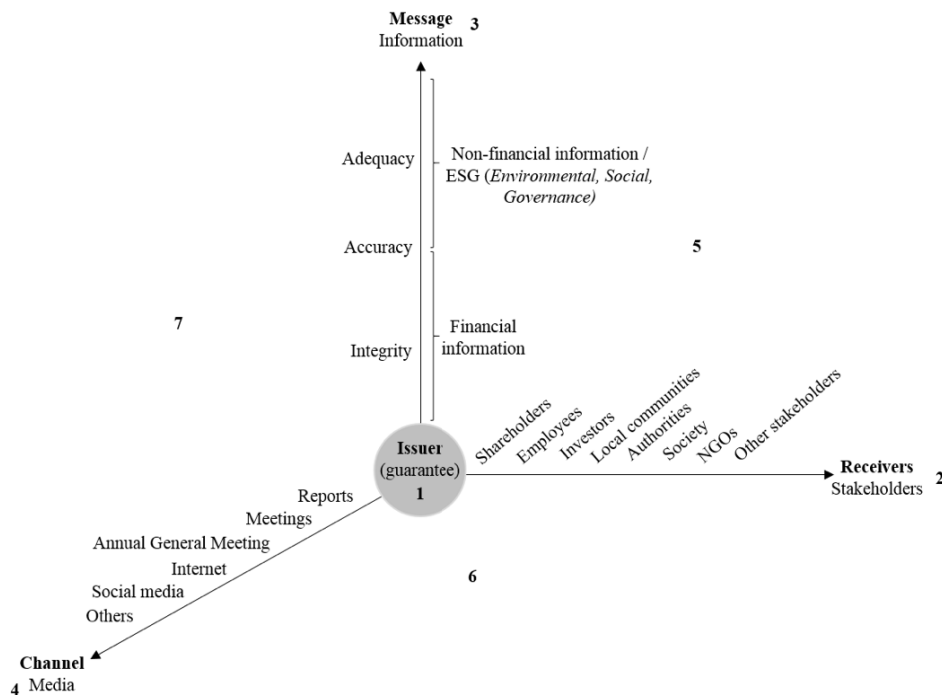 Message 3
Information
Adequacy
Non-financial information /
ESG (Environmental, Social,
Governance)
Accuracy
5
7
Integrity
Financial
information
Shareholders
Employees
Investors
Local communities
Authorities
Society
NGOs
Other stakeholders
Issuer
(guarantee)
1
Receivers
Stakeholders 2
Reports
Meetings
Annual General Meeting
Internet
Social media
Others
6
Channel
4 Media